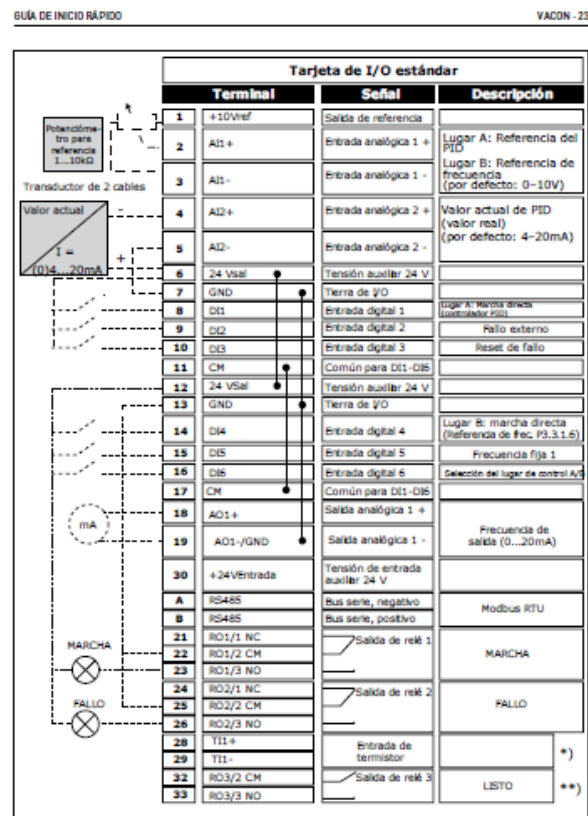 GUÍA DE INICIO RÁPIDO VACON · 23
Tarjeta de I/O estándar
Terminal Señal Descripción
1 +10Vref Salida de referencia
Potencióme-
tro para
referencia
1...10kΩ
2 AI1+ Entrada analógica 1 + Lugar A: Referencia del
PID
3 AI1- Entrada analógica 1 - Lugar B: Referencia de
frecuencia
(por defecto: 0–10V)
Transductor de 2 cables
Valor actual
I =
(0)4...20mA
-
+
4 AI2+ Entrada analógica 2 + Valor actual de PID
(valor real)
(por defecto: 4–20mA)
5 AI2- Entrada analógica 2 -
6 24 Vsal Tensión auxiliar 24 V
7 GND Tierra de I/O
8 DI1 Entrada digital 1 Lugar A: Marcha directa
(controlador PID)
9 DI2 Entrada digital 2 Fallo externo
10 DI3 Entrada digital 3 Reset de fallo
11 CM Común para DI1-DI6
12 24 VSal Tensión auxiliar 24 V
13 GND Tierra de I/O
14 DI4 Entrada digital 4 Lugar B: marcha directa
(Referencia de frec. P3.3.1.6)
15 DI5 Entrada digital 5 Frecuencia fija 1
16 DI6 Entrada digital 6 Selección del lugar de control A/B
17 CM Común para DI1-DI6
mA
18 AO1+ Salida analógica 1 +
19 AO1-/GND Salida analógica 1 -
Frecuencia de
salida (0...20mA)
30 +24VEntrada Tensión de entrada
auxiliar 24 V
A RS485 Bus serie, negativo
B RS485 Bus serie, positivo
Modbus RTU
MARCHA
21 RO1/1 NC Salida de relé 1
22 RO1/2 CM MARCHA
23 RO1/3 NO
FALLO
24 RO2/1 NC Salida de relé 2
25 RO2/2 CM FALLO
26 RO2/3 NO
28 TI1+ Entrada de
termistor
29 TI1-
*)
32 RO3/2 CM Salida de relé 3
33 RO3/3 NO
LISTO **)